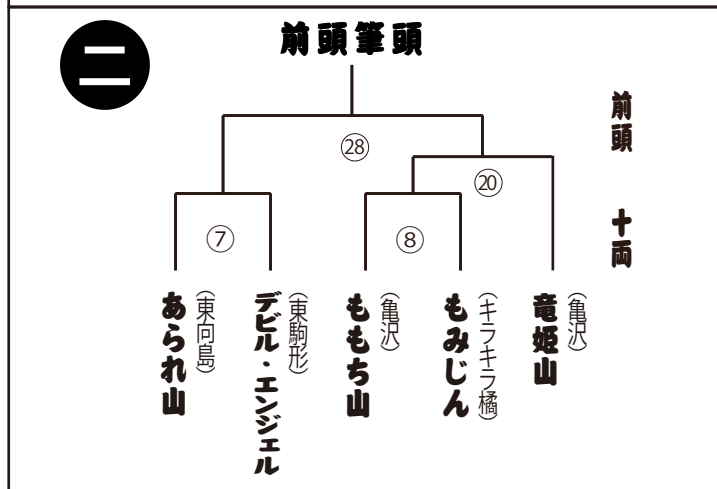 二
前頭筆頭
前頭 十両
㉘
⑳
⑦
⑧
あられ山
(東向島)
デビル・エンジェル
(東駒形)
ももち山
(亀沢)
もみじん
(キラキラ橘)
竜姫山
(亀沢)